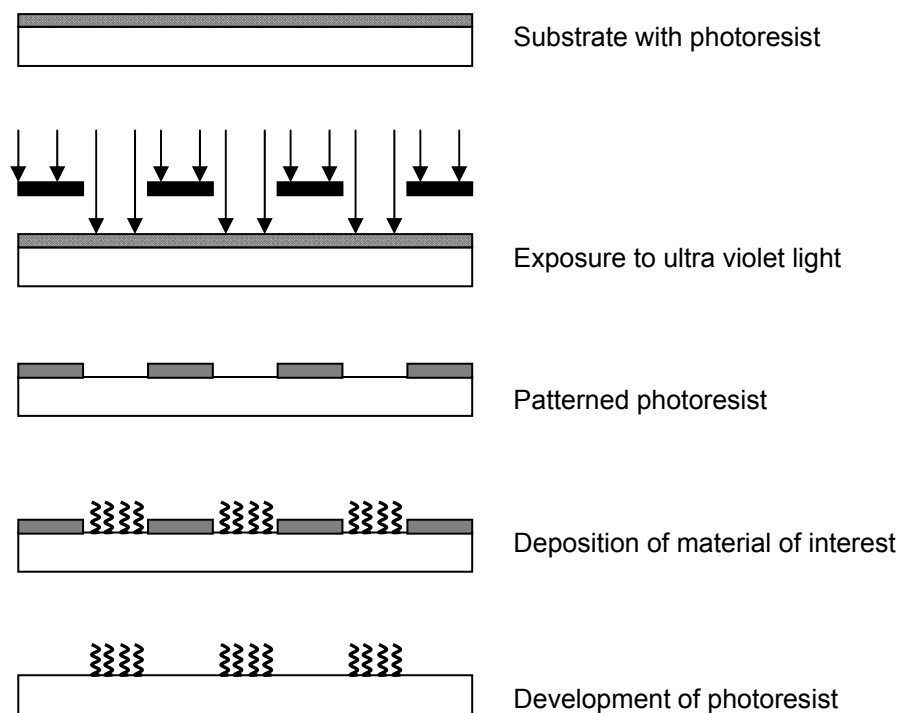 Substrate with photoresist
Exposure to ultra violet light
Patterned photoresist
Deposition of material of interest
Development of photoresist